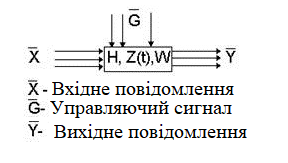 G̅
X̅ H, Z(t),W Y̅
X̅ - Вхідне повідомлення
G̅- Управляючий сигнал
Y̅- Вихідне повідомлення